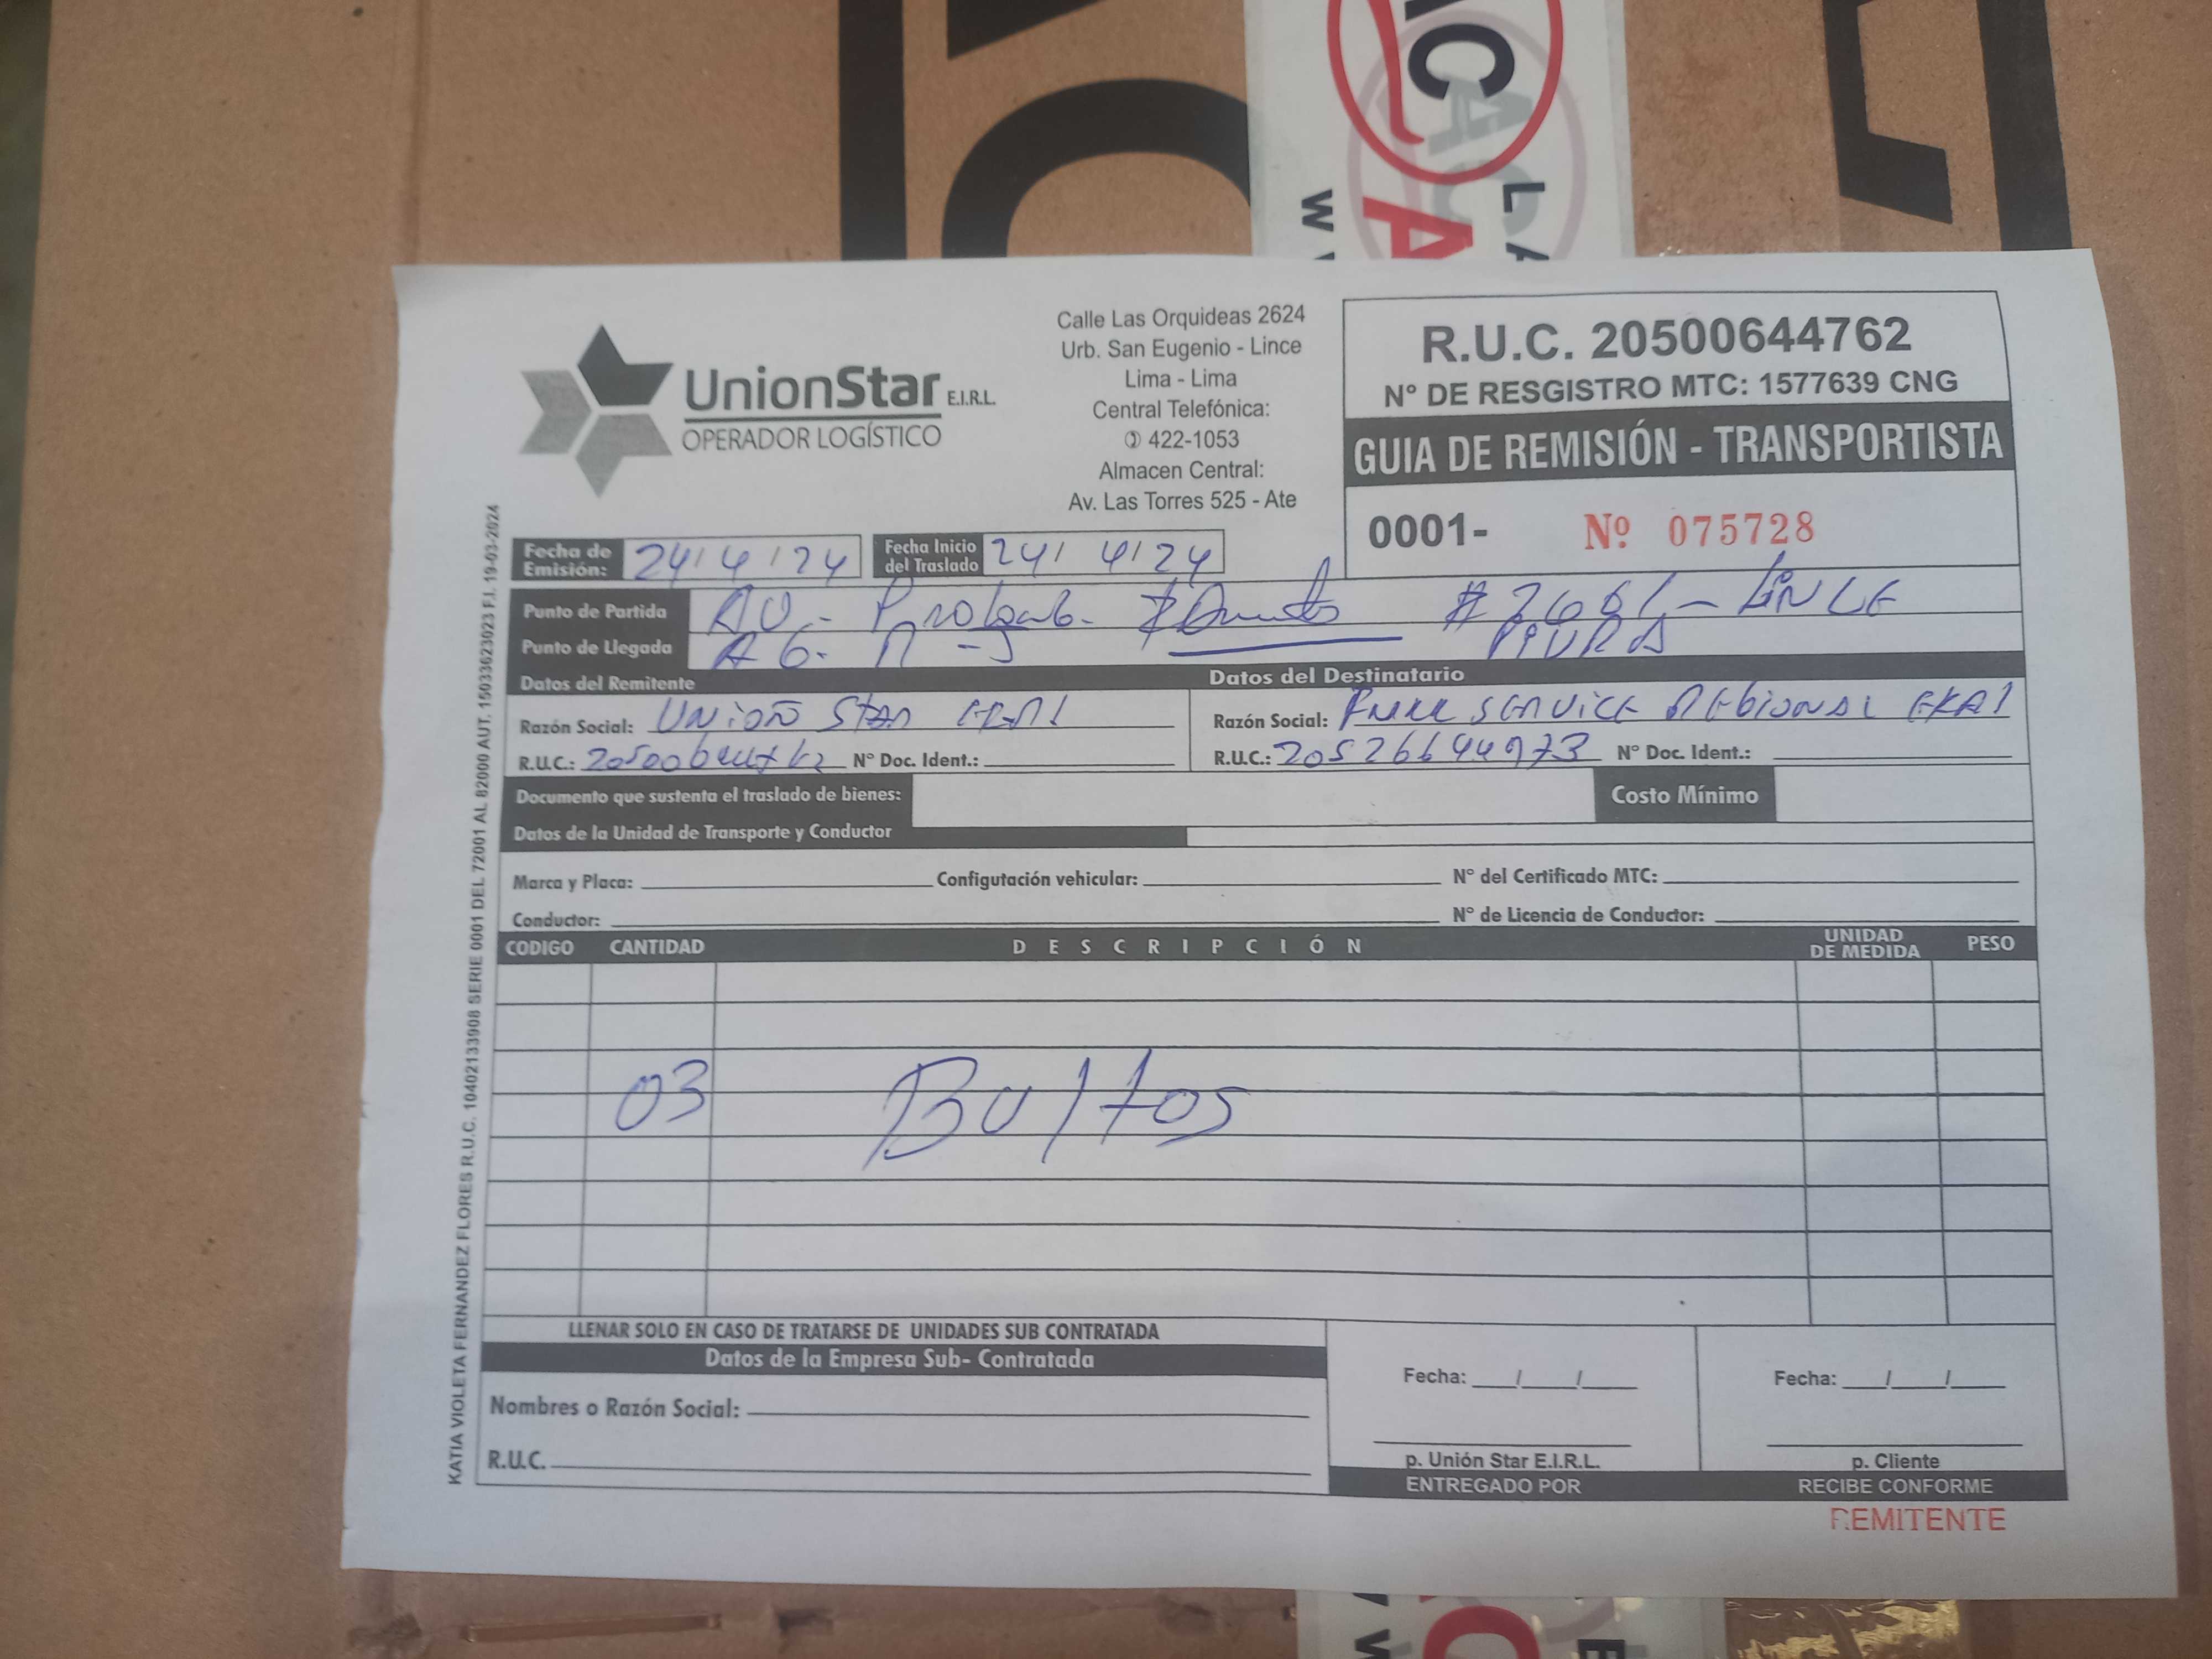 Calle Las Orquideas 2624
Urb. San Eugenio - Lince
Lima - Lima
Central Telefónica:
422-1053
Almacen Central:
Av. Las Torres 525 - Ate
UnionStar E.I.R.L.
OPERADOR LOGÍSTICO
R.U.C. 20500644762
N° DE RESGISTRO MTC: 1577639 CNG
GUIA DE REMISIÓN - TRANSPORTISTA
0001- Nº 075728
Fecha de Emisión: 24/4/24 Fecha Inicio del Traslado 24/4/24
Punto de Partida LINCE
Punto de Llegada PIURA
Datos del Remitente Datos del Destinatario
Razón Social: UNION STAR Razón Social: SERVICE REGIONAL
R.U.C.: N° Doc. Ident.: R.U.C.: 20526644973 N° Doc. Ident.:
Documento que sustenta el traslado de bienes: Costo Mínimo
Datos de la Unidad de Transporte y Conductor
Marca y Placa: Configutación vehicular: N° del Certificado MTC:
Conductor: N° de Licencia de Conductor:
CODIGO CANTIDAD DESCRIPCIÓN UNIDAD DE MEDIDA PESO
03 Bultos
LLENAR SOLO EN CASO DE TRATARSE DE UNIDADES SUB CONTRATADA
Datos de la Empresa Sub- Contratada
Nombres o Razón Social:
R.U.C.
Fecha: / / Fecha: / /
p. Unión Star E.I.R.L. p. Cliente
ENTREGADO POR RECIBE CONFORME
REMITENTE
KATIA VIOLETA FERNANDEZ FLORES R.U.C. 10402133908 SERIE 0001 DEL 72001 AL 82000 AUT. 15033623023 F.I. 19-03-2024